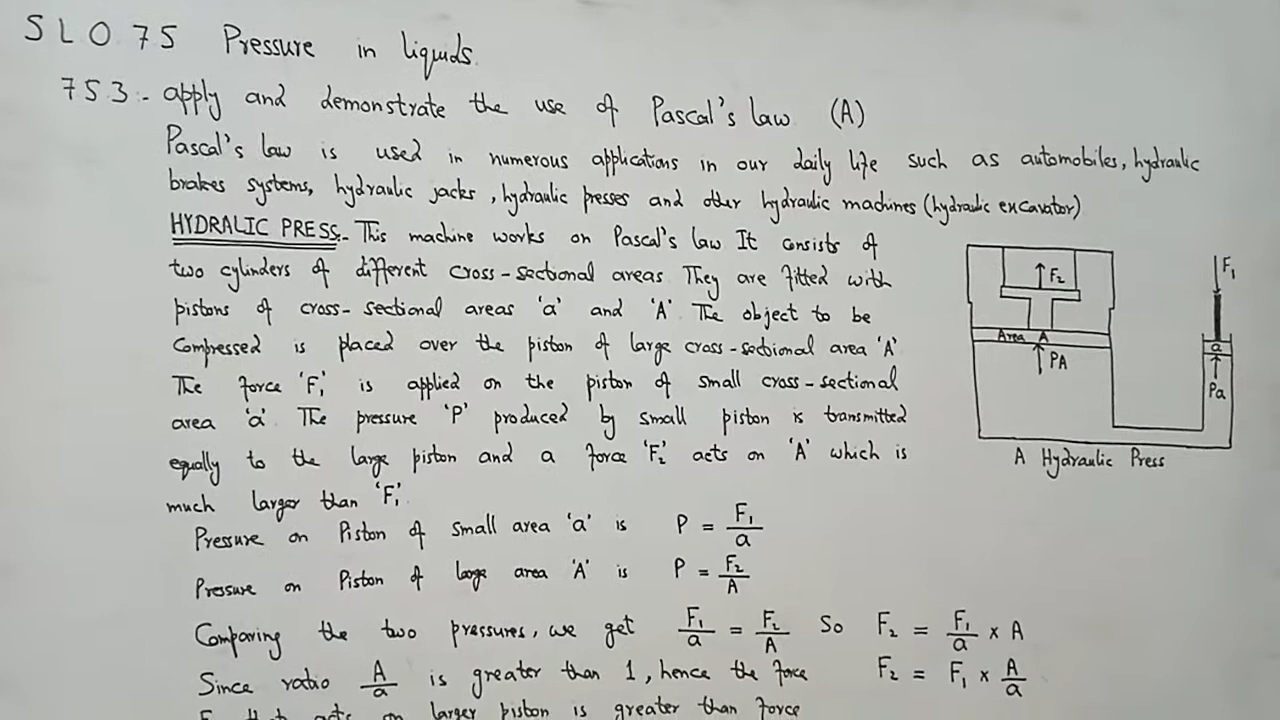 SLO 75 Pressure in liquids.
753:- apply and demonstrate the use of Pascal's law (A)
Pascal's law is used in numerous applications in our daily life such as automobiles, hydraulic
brakes systems, hydraulic jacks, hydraulic presses and other hydraulic machines (hydraulic excavator)
HYDRALIC PRESS:- This machine works on Pascal's law It consists of
two cylinders of different cross-sectional areas They are fitted with
pistons of cross-sectional areas 'a' and 'A'. The object to be
compressed is placed over the piston of large cross-sectional area 'A'
The force 'F₁' is applied on the piston of small cross-sectional
area 'a'. The pressure 'P' produced by small piston is transmitted
equally to the large piston and a force 'F₂' acts on 'A' which is
much larger than 'F₁'
F₂
Area A
PA
F₁
a
Pa
A Hydraulic Press
Pressure on Piston of small area 'a' is P = F₁/a
Pressure on Piston of large area 'A' is P = F₂/A
Comparing the two pressures, we get F₁/a = F₂/A So F₂ = F₁/a × A
Since ratio A/a is greater than 1, hence the force F₂ = F₁ × A/a
acts on larger piston is greater than force